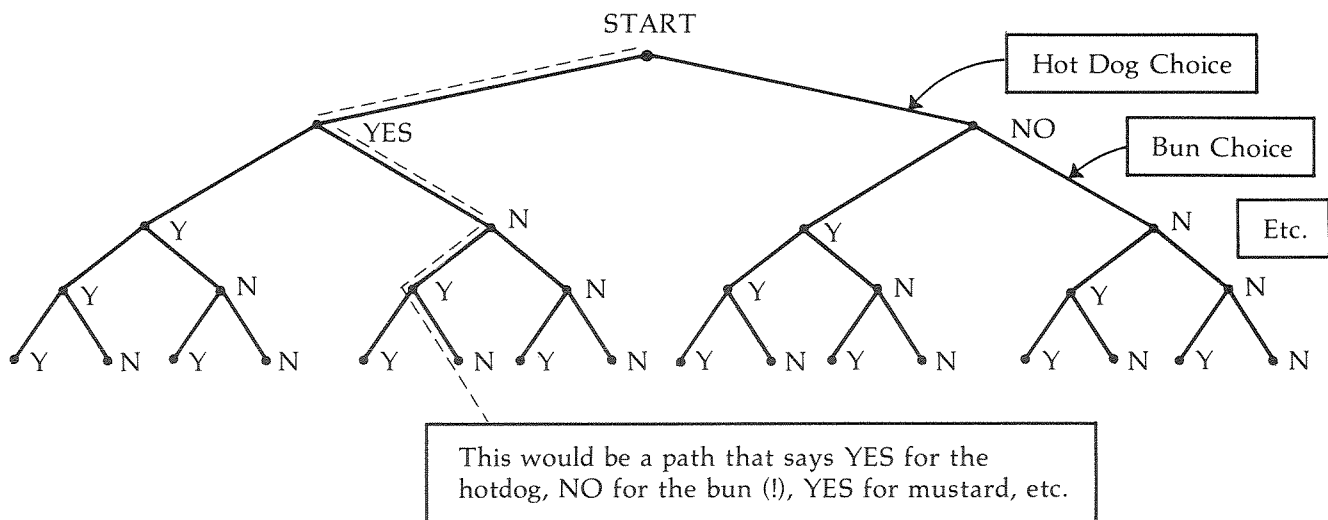 START
Hot Dog Choice
YES
NO
Bun Choice
Y N Y N
Etc.
Y N Y N Y N Y N
Y N Y N Y N Y N Y N Y N Y N Y N
This would be a path that says YES for the
hotdog, NO for the bun (!), YES for mustard, etc.